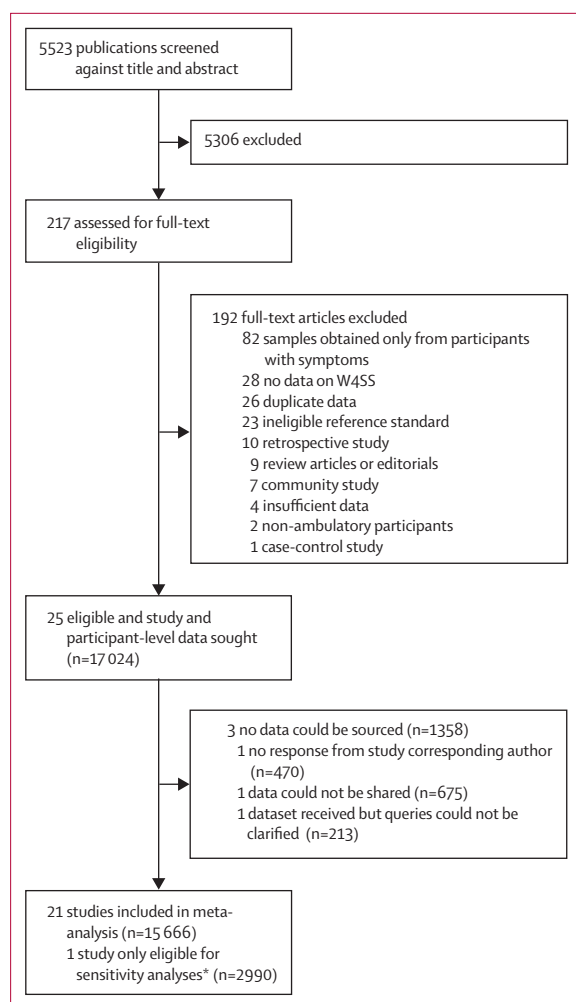 5523 publications screened
against title and abstract
5306 excluded
217 assessed for full-text
eligibility
192 full-text articles excluded
82 samples obtained only from participants
with symptoms
28 no data on W4SS
26 duplicate data
23 ineligible reference standard
10 retrospective study
9 review articles or editorials
7 community study
4 insufficient data
2 non-ambulatory participants
1 case-control study
25 eligible and study and
participant-level data sought
(n=17 024)
3 no data could be sourced (n=1358)
1 no response from study corresponding author
(n=470)
1 data could not be shared (n=675)
1 dataset received but queries could not be
clarified (n=213)
21 studies included in meta-
analysis (n=15 666)
1 study only eligible for
sensitivity analyses* (n=2990)